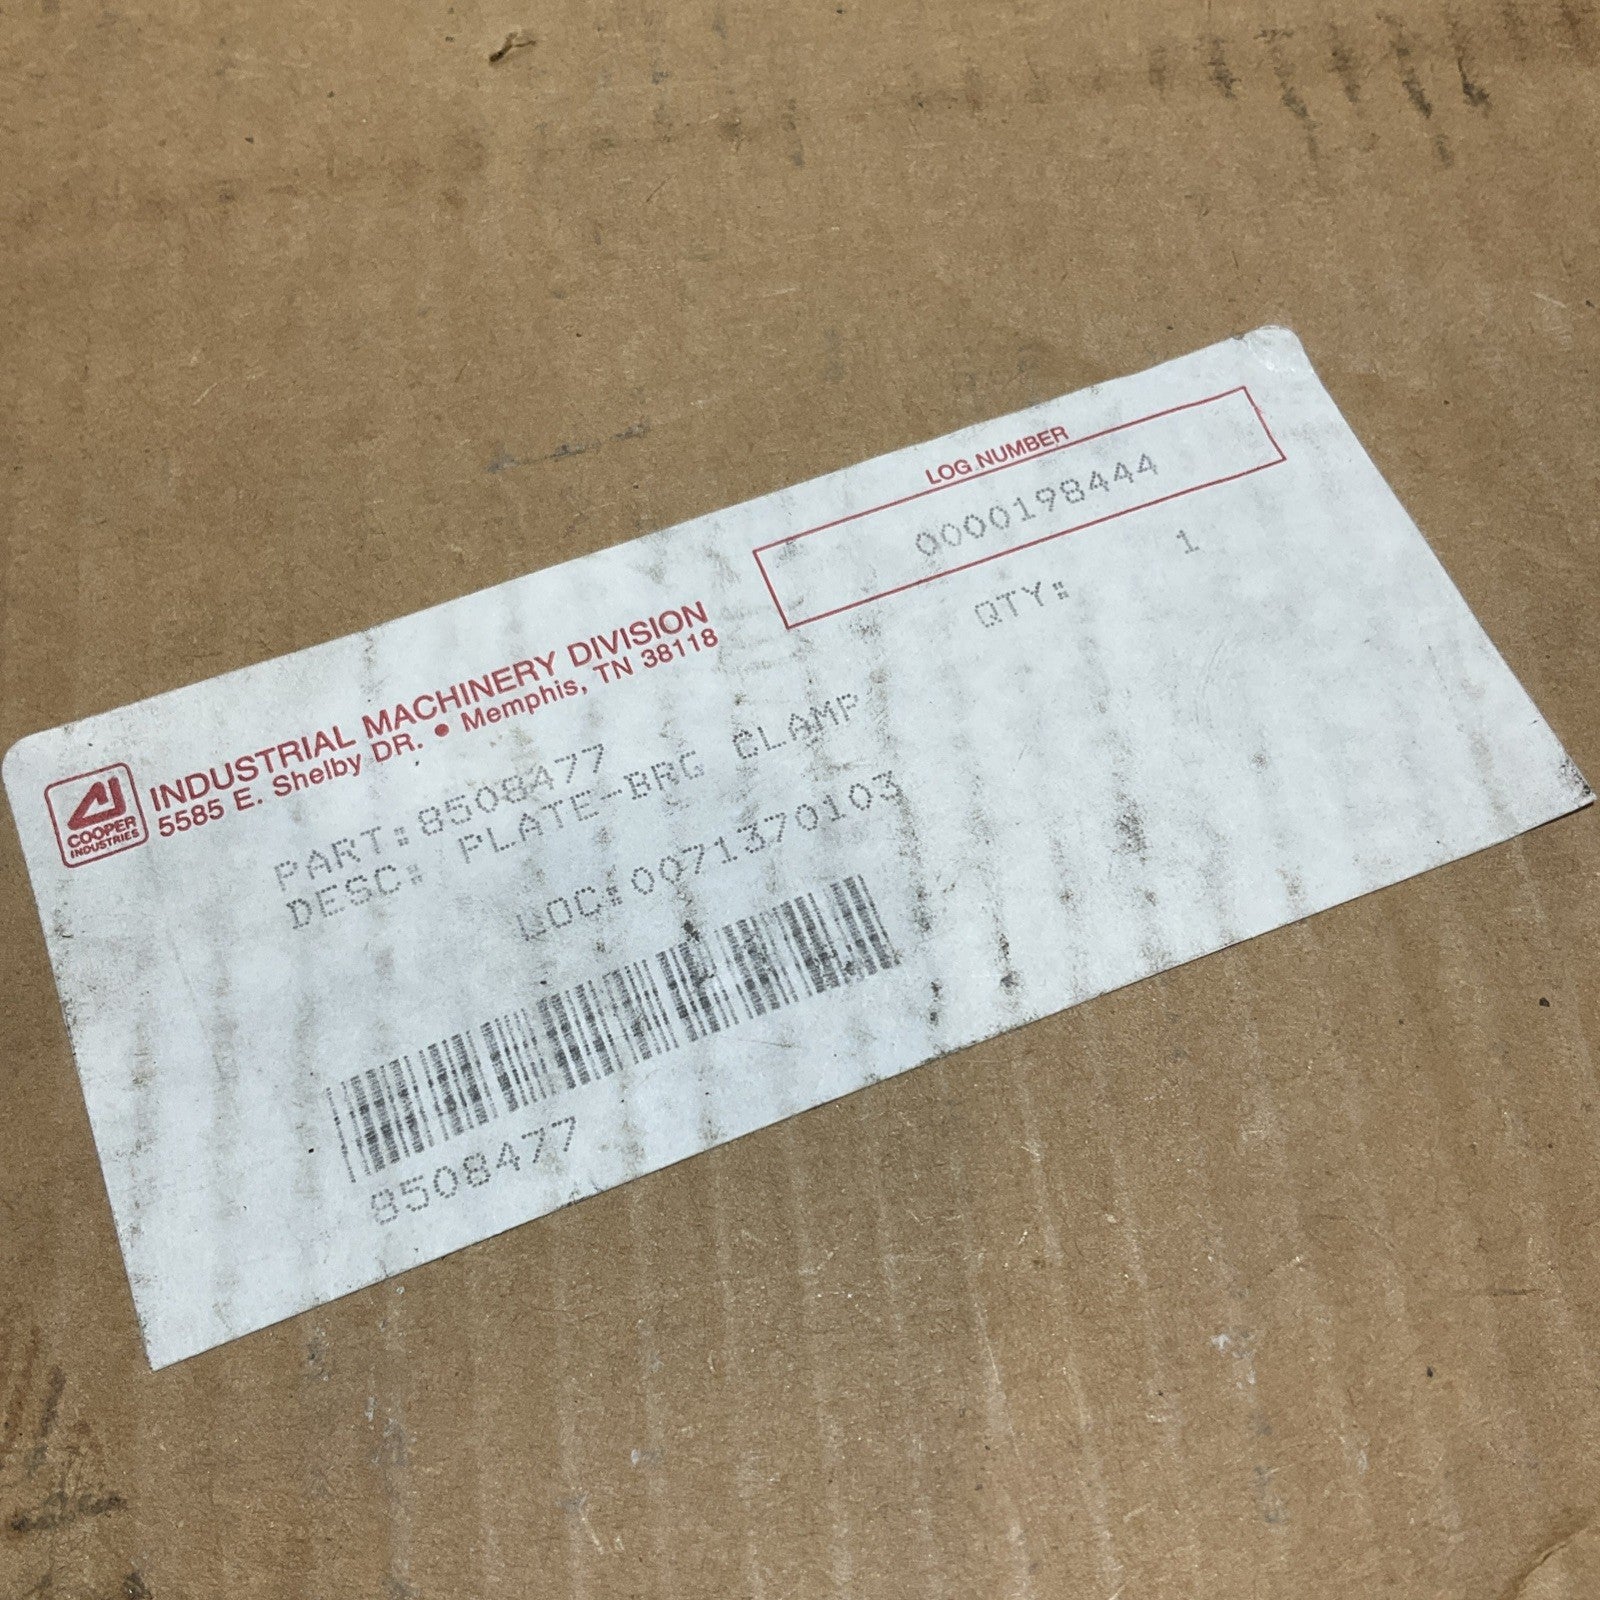 COOPER
INDUSTRIES
INDUSTRIAL MACHINERY DIVISION
5585 E. Shelby DR. • Memphis, TN 38118
LOG NUMBER
0000198444
QTY: 1
PART:8508477
DESC: PLATE-BRG CLAMP
LOC:0071370103
8508477